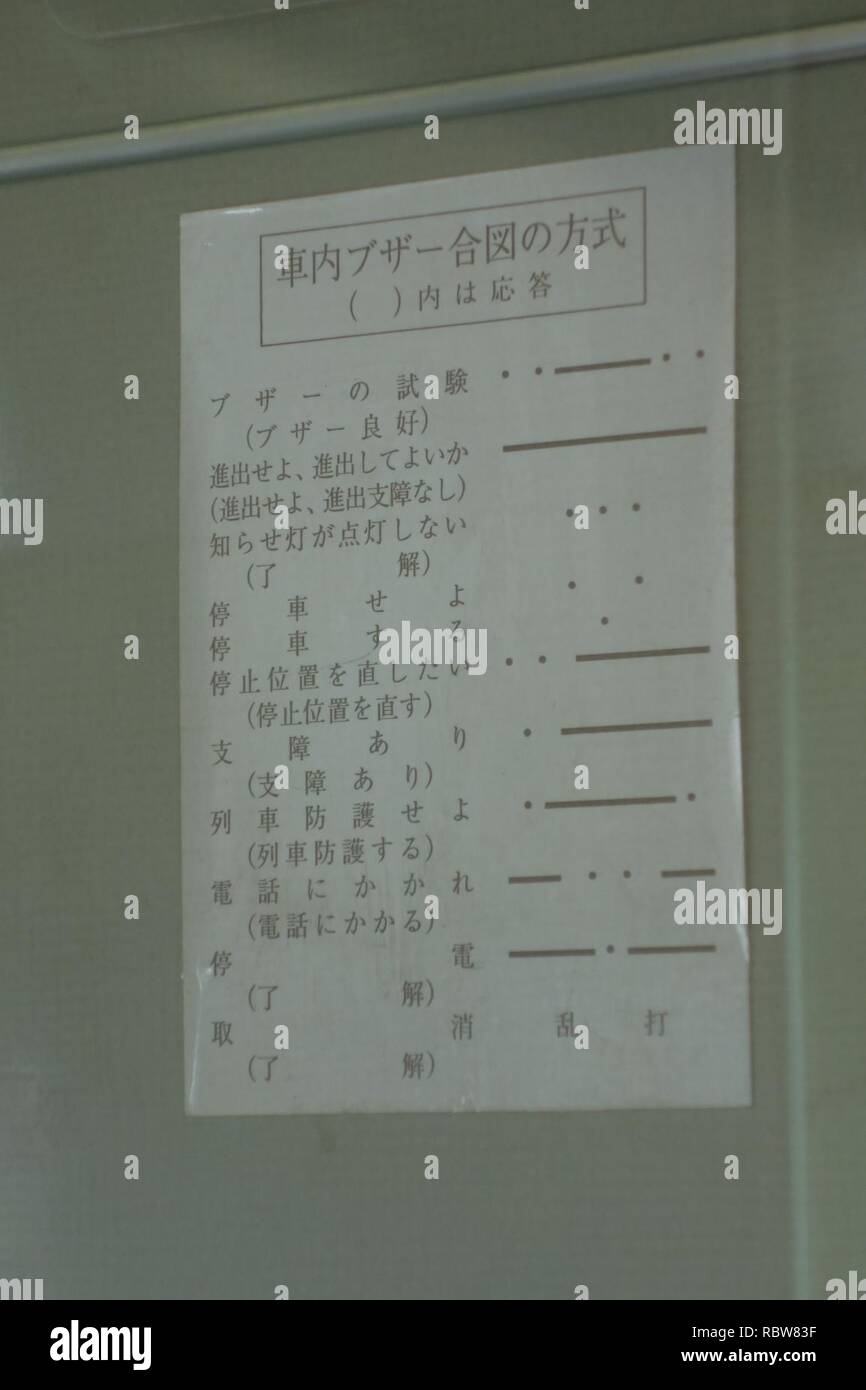 車内ブザー合図の方式
( )内は応答
ブザーの試験 ・・━━・・
(ブザー良好)
進出せよ、進出してよいか ━━━━
(進出せよ、進出支障なし)
知らせ灯が点灯しない ・・・
(了解)
停車せよ ・ ・
停車する ・
停止位置を直したい ・・━━━
(停止位置を直す)
支障あり ・━━━
(支障あり)
列車防護せよ ・━━━・
(列車防護する)
電話にかかれ ━・・━
(電話にかかる)
停電 ━━・━━
(了解)
取消 乱打
(了解)
alamy
Image ID: RBW83F
www.alamy.com